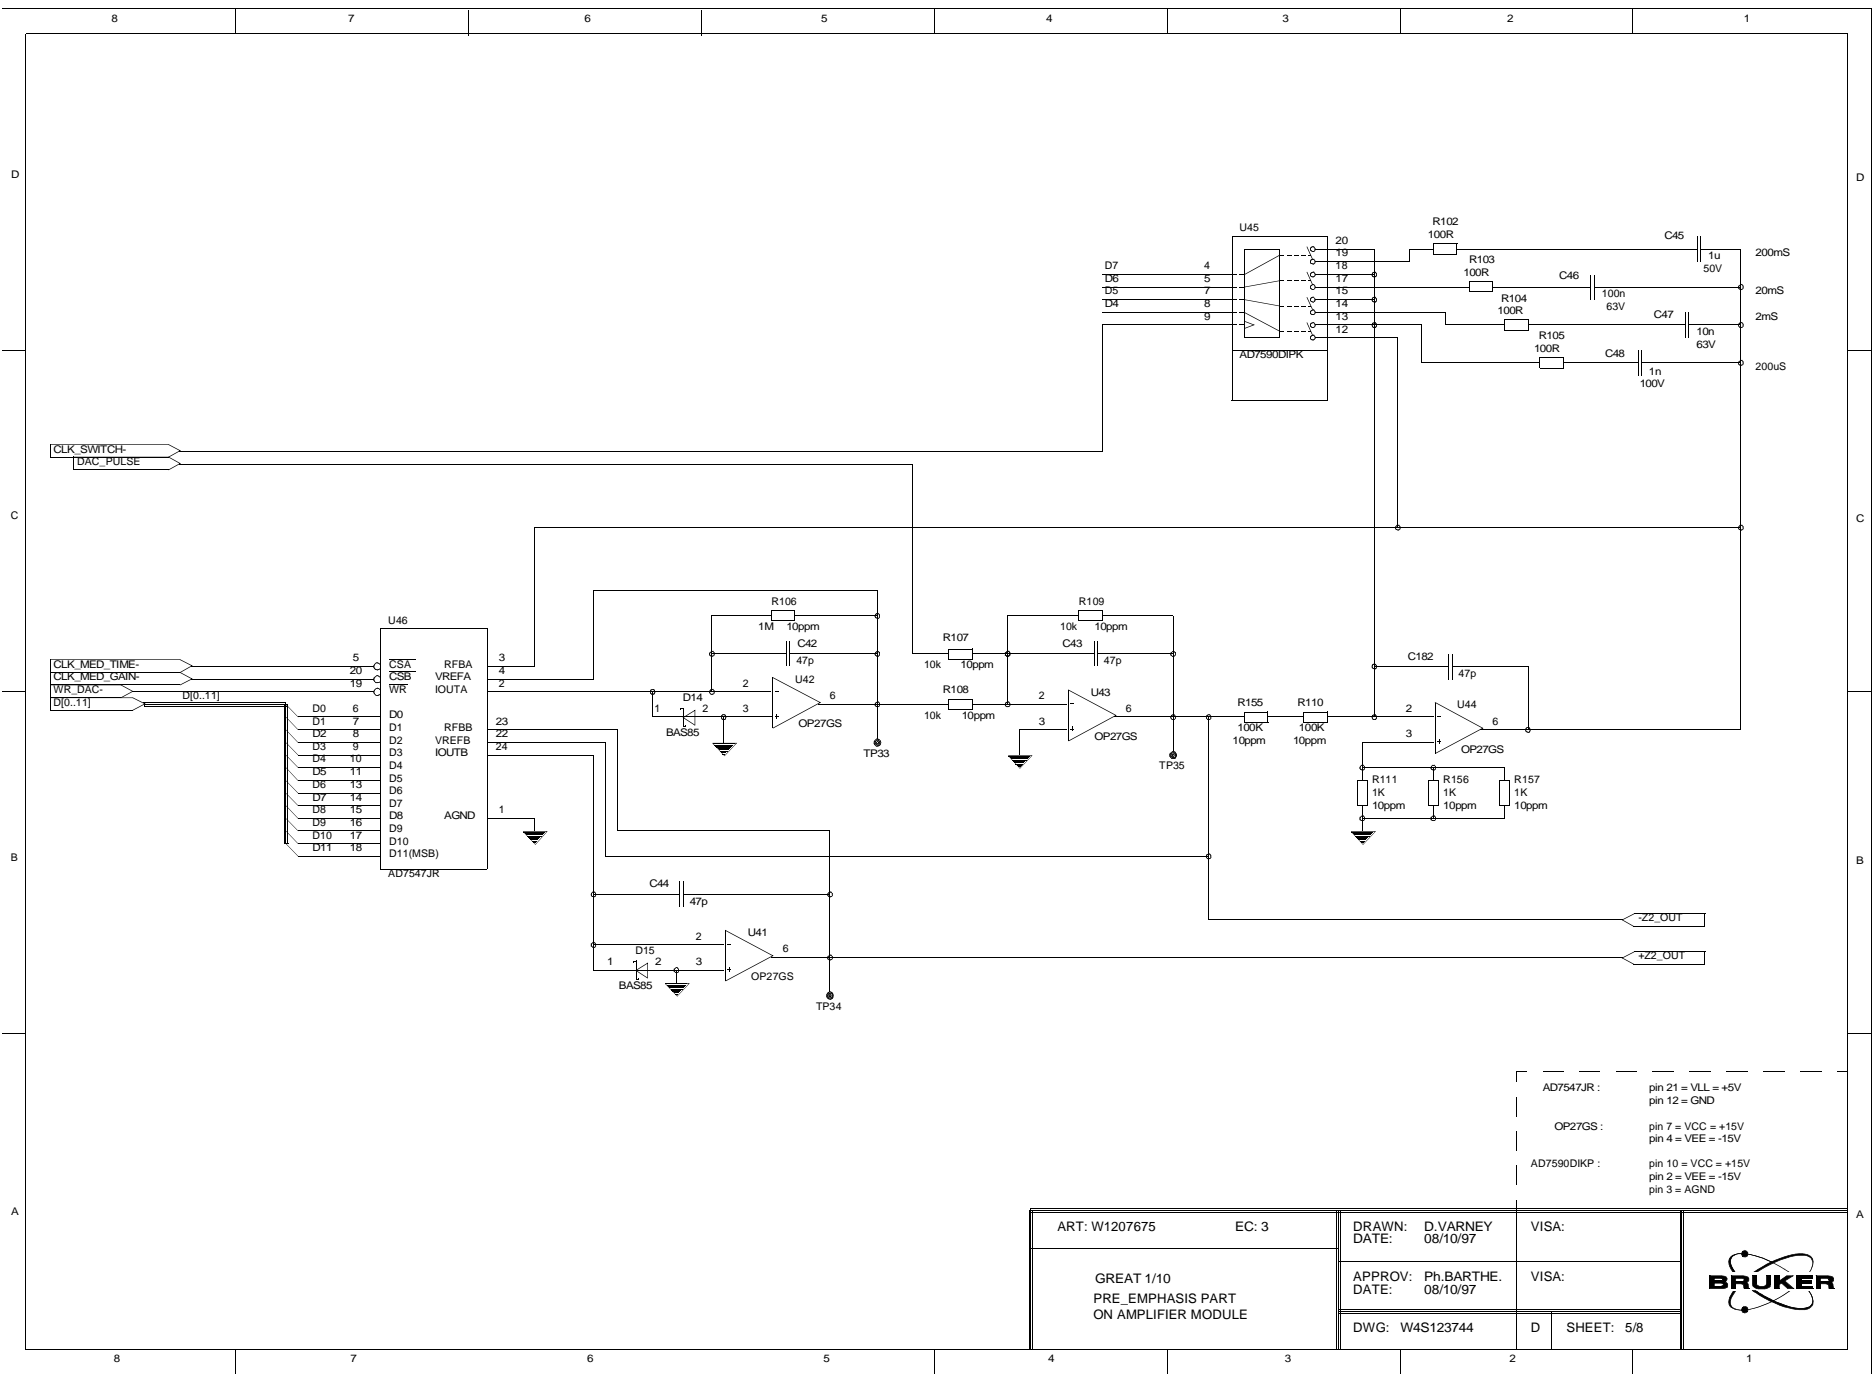 8 7 6 5 4 3 2 1
D D
U45
R102
100R
C45
1u
50V
200mS
R103
100R
C46
100n
63V
20mS
R104
100R
C47
10n
63V
2mS
R105
100R
C48
1n
100V
200uS
D7 4 20
19
D6 5 18
17
D5 7 15
14
D4 8 13
9 12
AD7590DIPK
CLK_SWITCH-
DAC_PULSE
C C
U46
CLK_MED_TIME- 5 CSA RFBA 3
CLK_MED_GAIN- 20 CSB VREFA 4
WR_DAC- 19 WR IOUTA 2
D[0..11] D[0..11]
D0 6 D0
D1 7 D1 RFBB 23
D2 8 D2 VREFB 22
D3 9 D3 IOUTB 24
D4 10 D4
D5 11 D5
D6 13 D6
D7 14 D7
D8 15 D8 AGND 1
D9 16 D9
D10 17 D10
D11 18 D11(MSB)
AD7547JR
R106
1M 10ppm
C42
47p
D14
1 2
BAS85
2
3
U42
6
OP27GS
TP33
R107
10k 10ppm
R108
10k 10ppm
R109
10k 10ppm
C43
47p
2
3
U43
6
OP27GS
TP35
R155
100K
10ppm
R110
100K
10ppm
C182
47p
2
3
U44
6
OP27GS
R111
1K
10ppm
R156
1K
10ppm
R157
1K
10ppm
B B
C44
47p
D15
1 2
BAS85
2
3
U41
6
OP27GS
TP34
-Z2_OUT
+Z2_OUT
AD7547JR : pin 21 = VLL = +5V
pin 12 = GND
OP27GS : pin 7 = VCC = +15V
pin 4 = VEE = -15V
AD7590DIKP : pin 10 = VCC = +15V
pin 2 = VEE = -15V
pin 3 = AGND
A A
ART: W1207675 EC: 3
GREAT 1/10
PRE_EMPHASIS PART
ON AMPLIFIER MODULE
DRAWN: D.VARNEY
DATE: 08/10/97
VISA:
APPROV: Ph.BARTHE.
DATE: 08/10/97
VISA:
DWG: W4S123744 D SHEET: 5/8
BRUKER
8 7 6 5 4 3 2 1